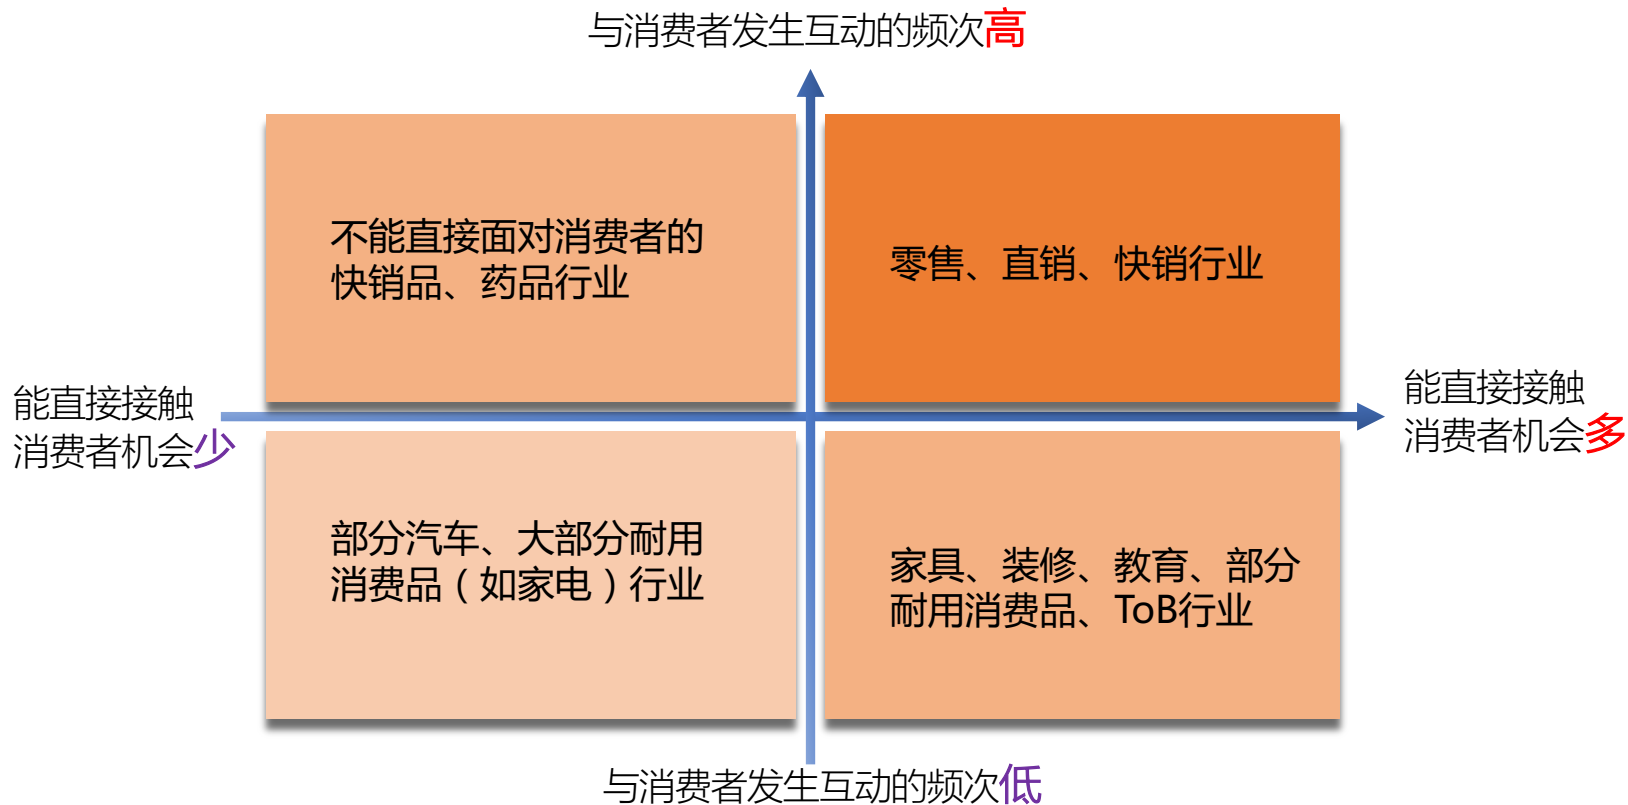 与消费者发生互动的频次高
不能直接面对消费者的
快销品、药品行业
零售、直销、快销行业
能直接接触
消费者机会少
能直接接触
消费者机会多
部分汽车、大部分耐用
消费品（如家电）行业
家具、装修、教育、部分
耐用消费品、ToB行业
与消费者发生互动的频次低